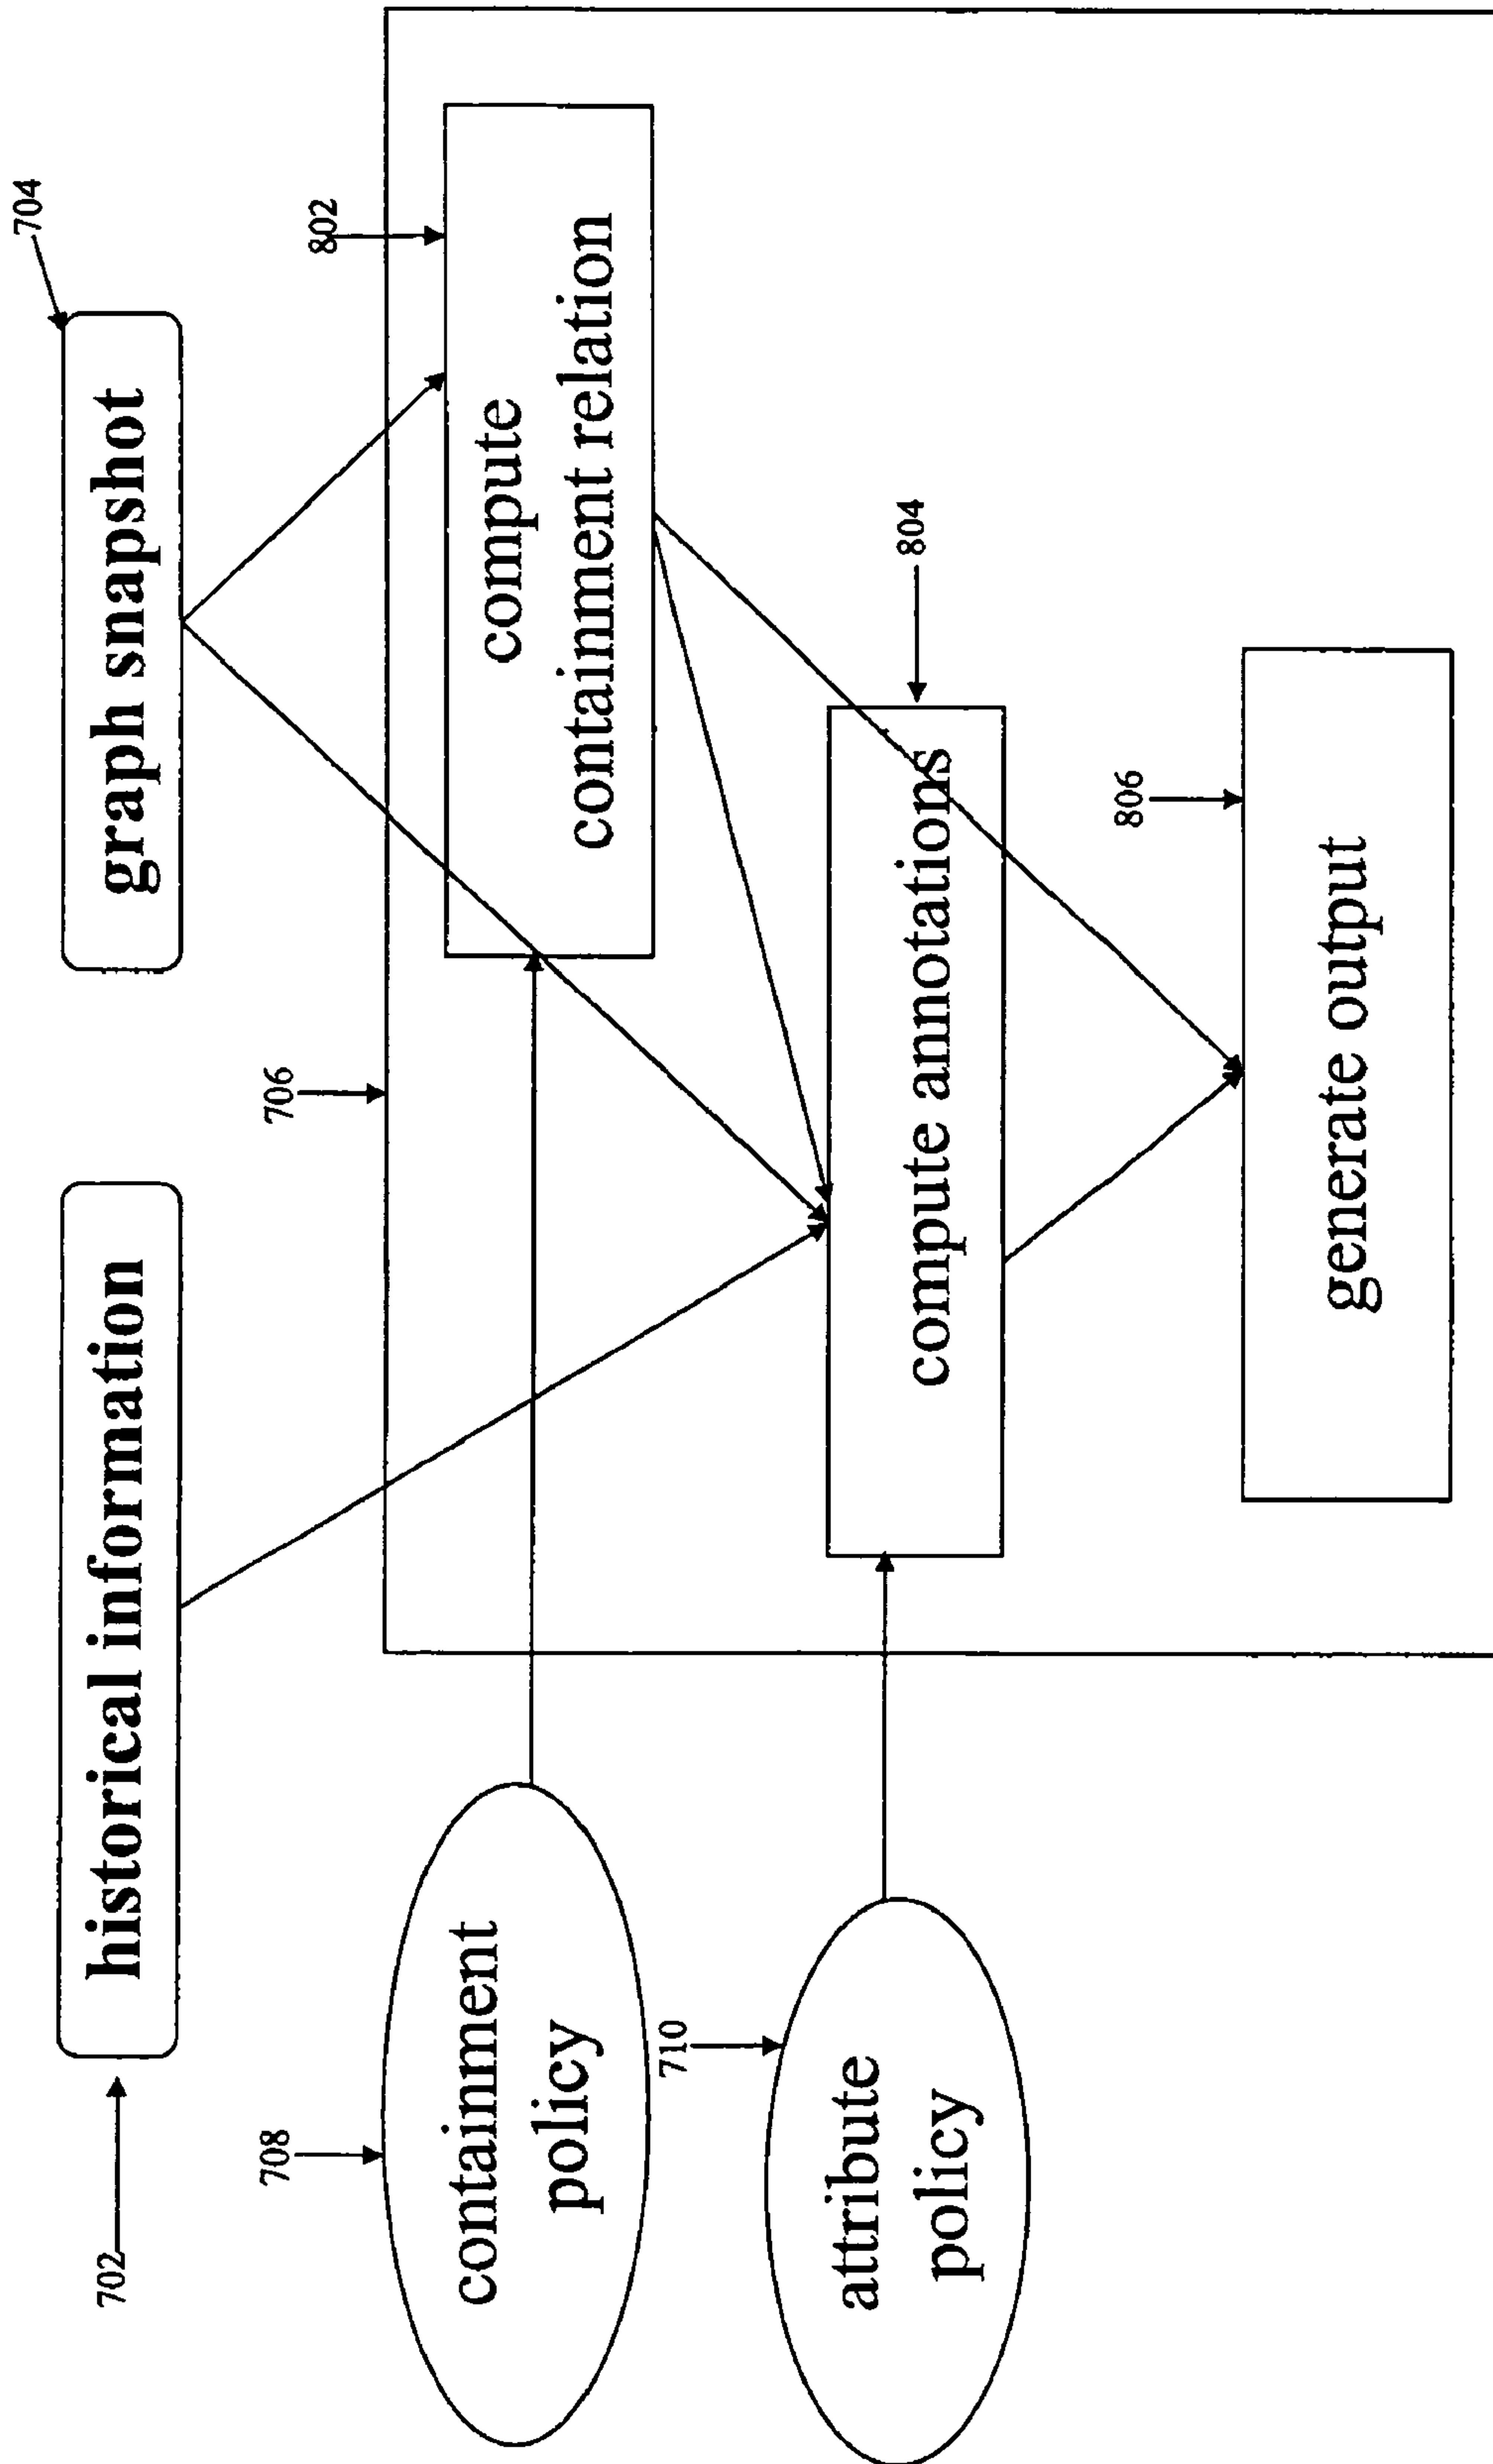 702
historical information
graph snapshot
704
708
containment
policy
706
802
compute
containment relation
710
attribute
policy
compute annotations
804
806
generate output